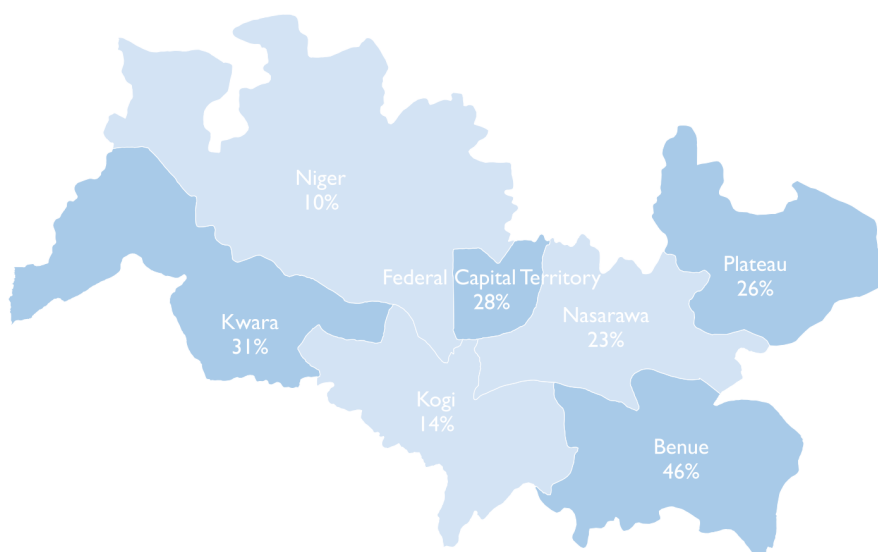 Niger
10%
Federal Capital Territory
28%
Plateau
26%
Kwara
31%
Nasarawa
23%
Kogi
14%
Benue
46%